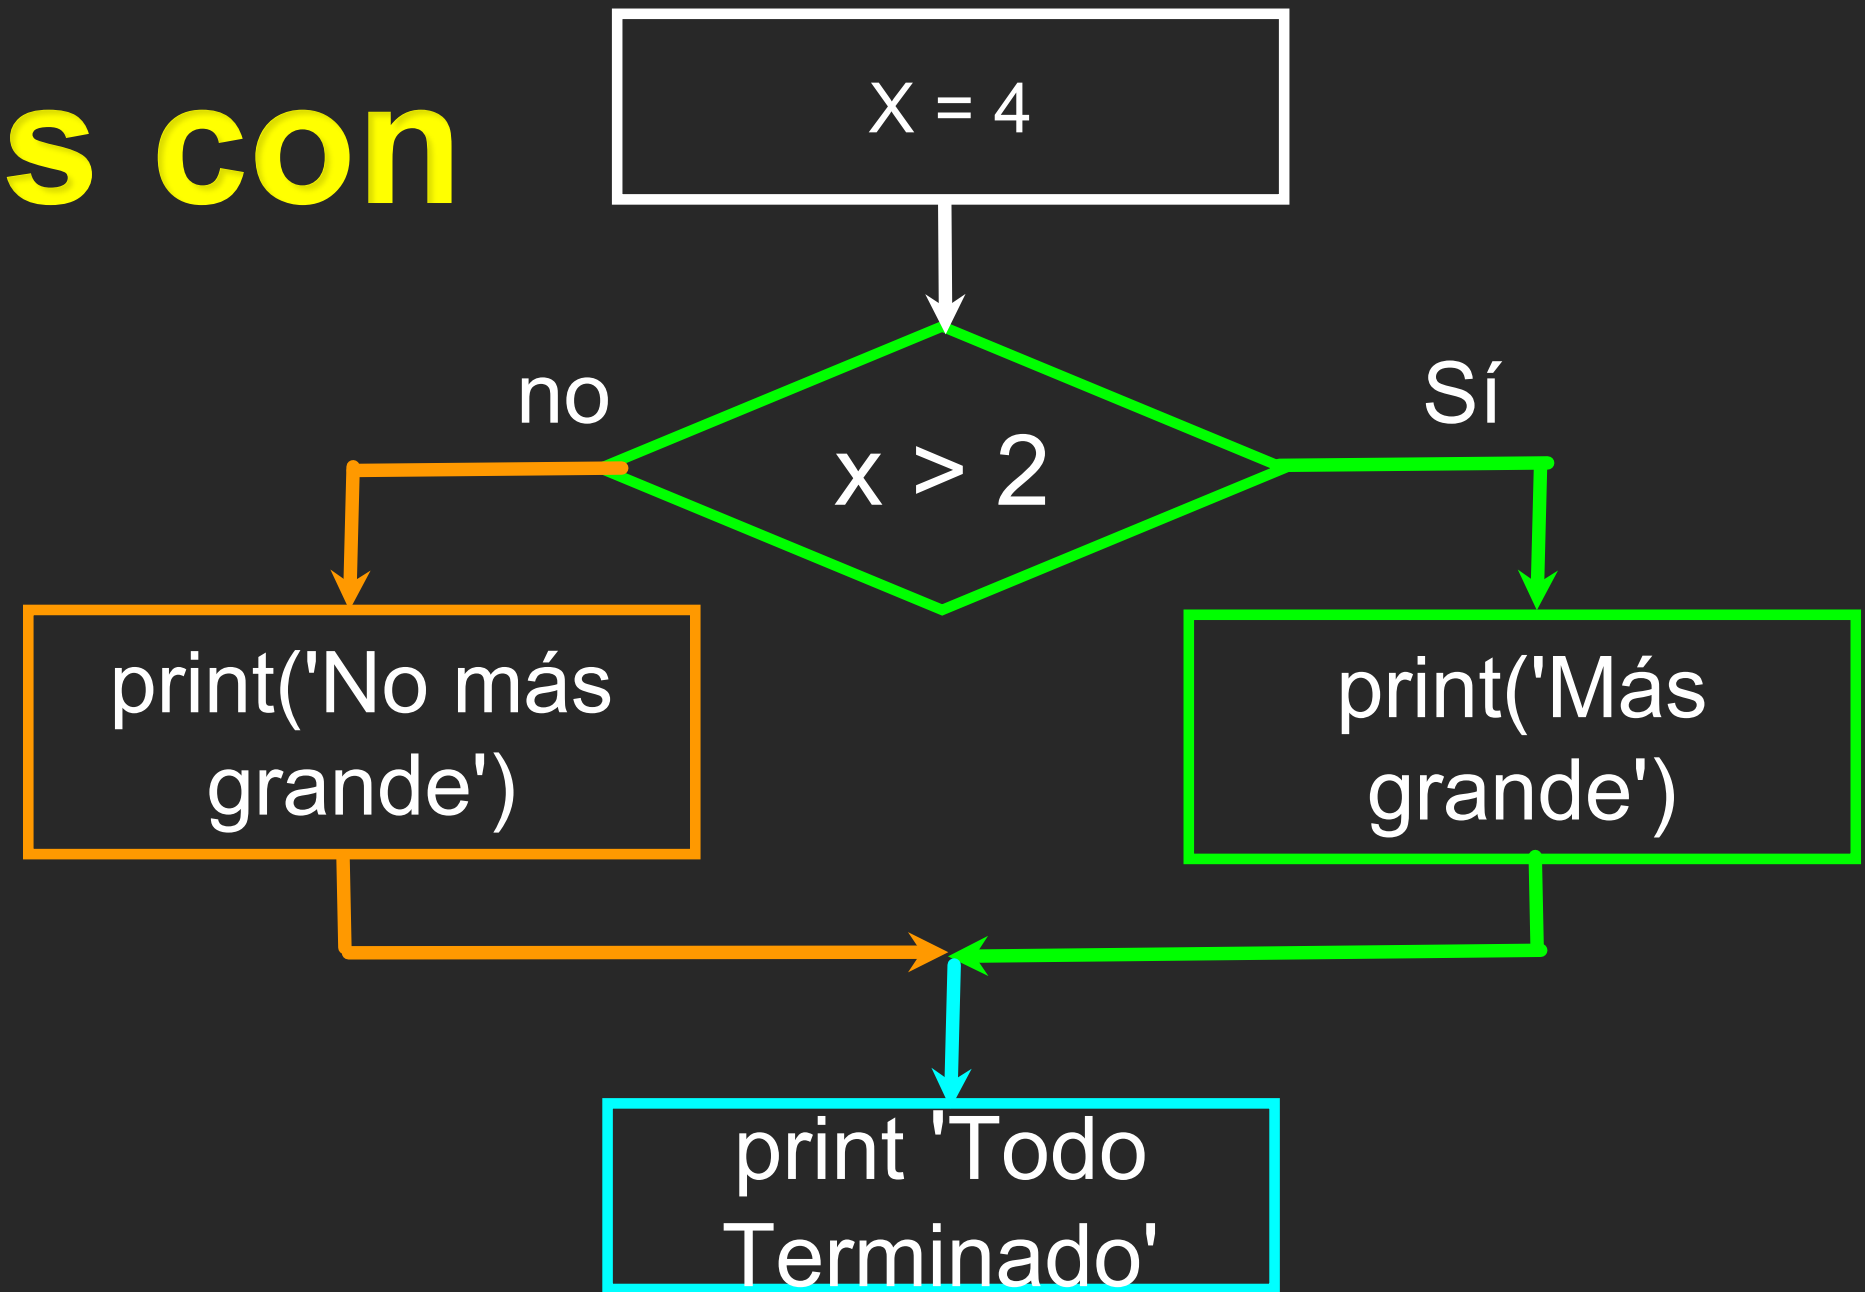 s con
X = 4
no
Sí
x > 2
print('No más
grande')
print('Más
grande')
print 'Todo
Terminado'